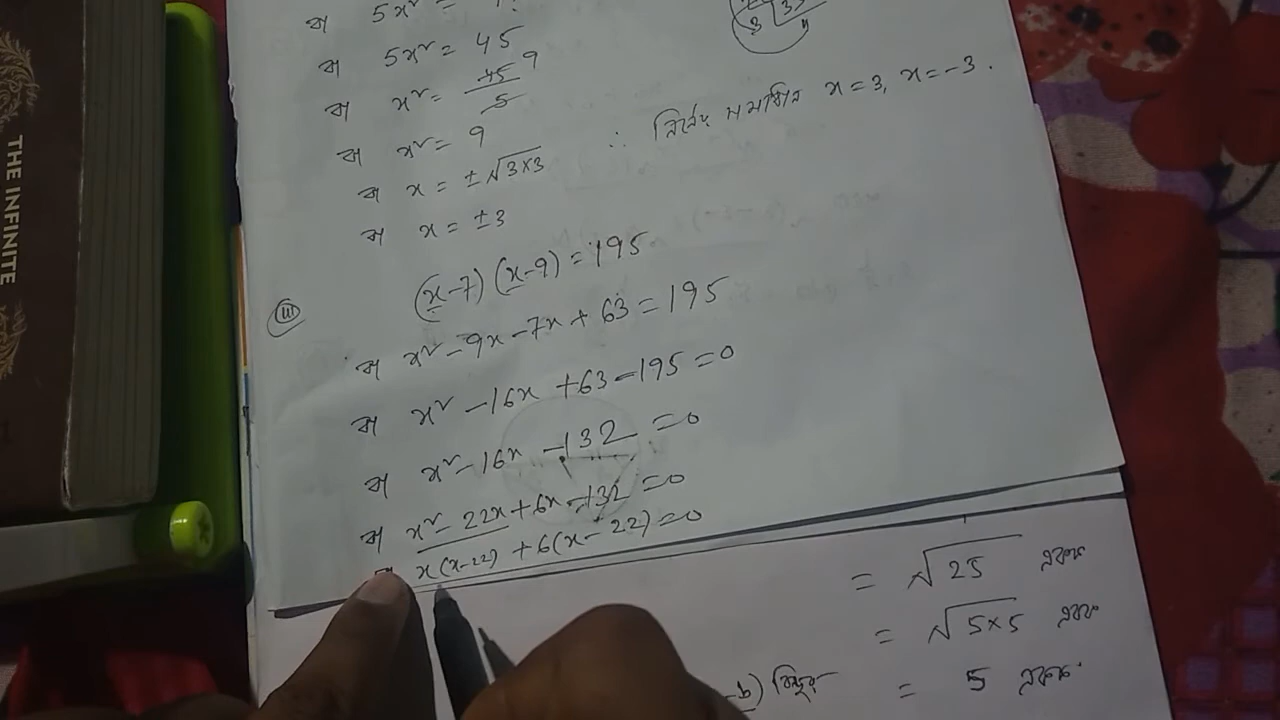 THE INFINITE
বা 5x² =
বা 5x² = 45
বা x² = 45/5 9
বা x² = 9
বা x = ±√3×3
বা x = ±3
∴ নির্ণেয় সমাধান x = 3, x = -3.
(iii) (x-7)(x-9) = 195
বা x² - 9x - 7x + 63 = 195
বা x² - 16x + 63 - 195 = 0
বা x² - 16x - 132 = 0
বা x² - 22x + 6x - 132 = 0
বা x(x-22) + 6(x-22) = 0
= √25 একক
= √5×5 একক
= 5 একক